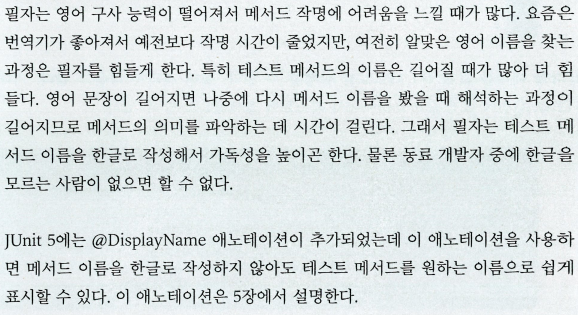 필자는 영어 구사 능력이 떨어져서 메서드 작명에 어려움을 느낄 때가 많다. 요즘은
번역기가 좋아져서 예전보다 작명 시간이 줄었지만, 여전히 알맞은 영어 이름을 찾는
과정은 필자를 힘들게 한다. 특히 테스트 메서드의 이름은 길어질 때가 많아 더 힘
들다. 영어 문장이 길어지면 나중에 다시 메서드 이름을 봤을 때 해석하는 과정이
길어지므로 메서드의 의미를 파악하는 데 시간이 걸린다. 그래서 필자는 테스트 메
서드 이름을 한글로 작성해서 가독성을 높이곤 한다. 물론 동료 개발자 중에 한글을
모르는 사람이 없으면 할 수 없다.
JUnit 5에는 @DisplayName 애노테이션이 추가되었는데 이 애노테이션을 사용하
면 메서드 이름을 한글로 작성하지 않아도 테스트 메서드를 원하는 이름으로 쉽게
표시할 수 있다. 이 애노테이션은 5장에서 설명한다.